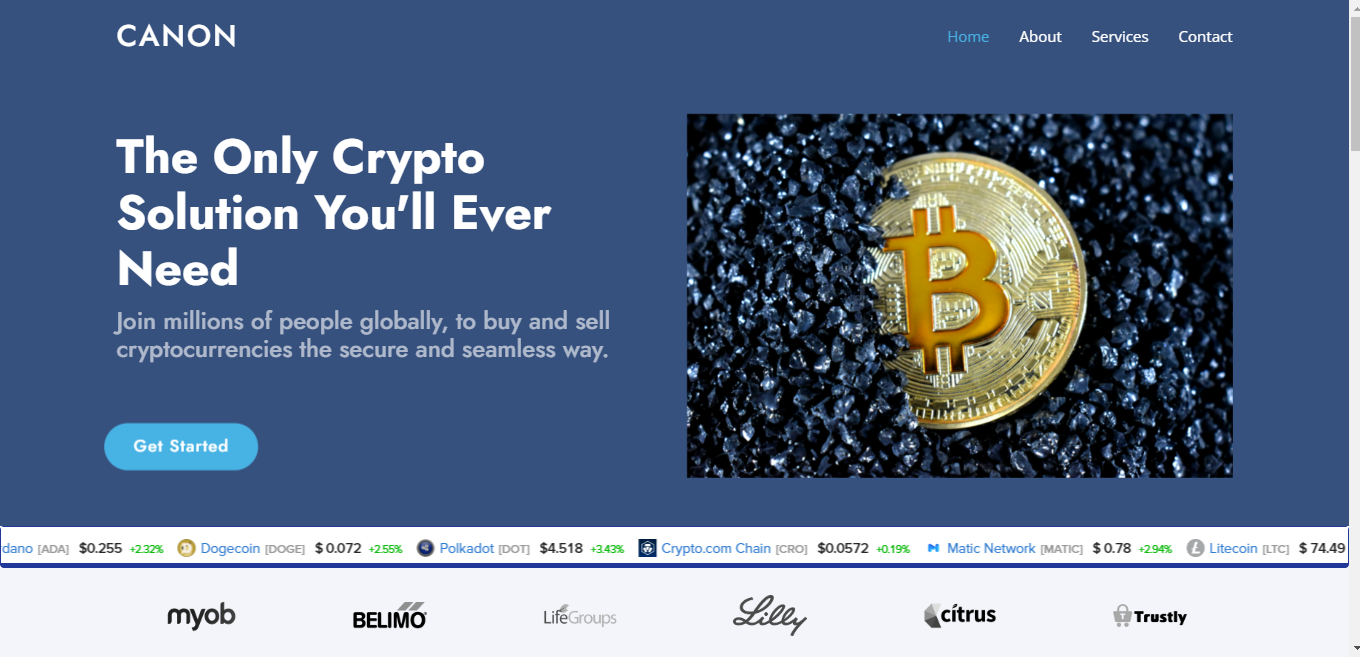 CANON
Home About Services Contact
The Only Crypto
Solution You'll Ever
Need
Join millions of people globally, to buy and sell
cryptocurrencies the secure and seamless way.
Get Started
rdano [ADA] $0.255 +2.32% Dogecoin [DOGE] $ 0.072 +2.55% Polkadot [DOT] $4.518 +3.43% Crypto.com Chain [CRO] $0.0572 +0.19% Matic Network [MATIC] $ 0.78 +2.94% Litecoin [LTC] $ 74.49
myob BELIMO LifeGroups Lilly cítrus Trustly